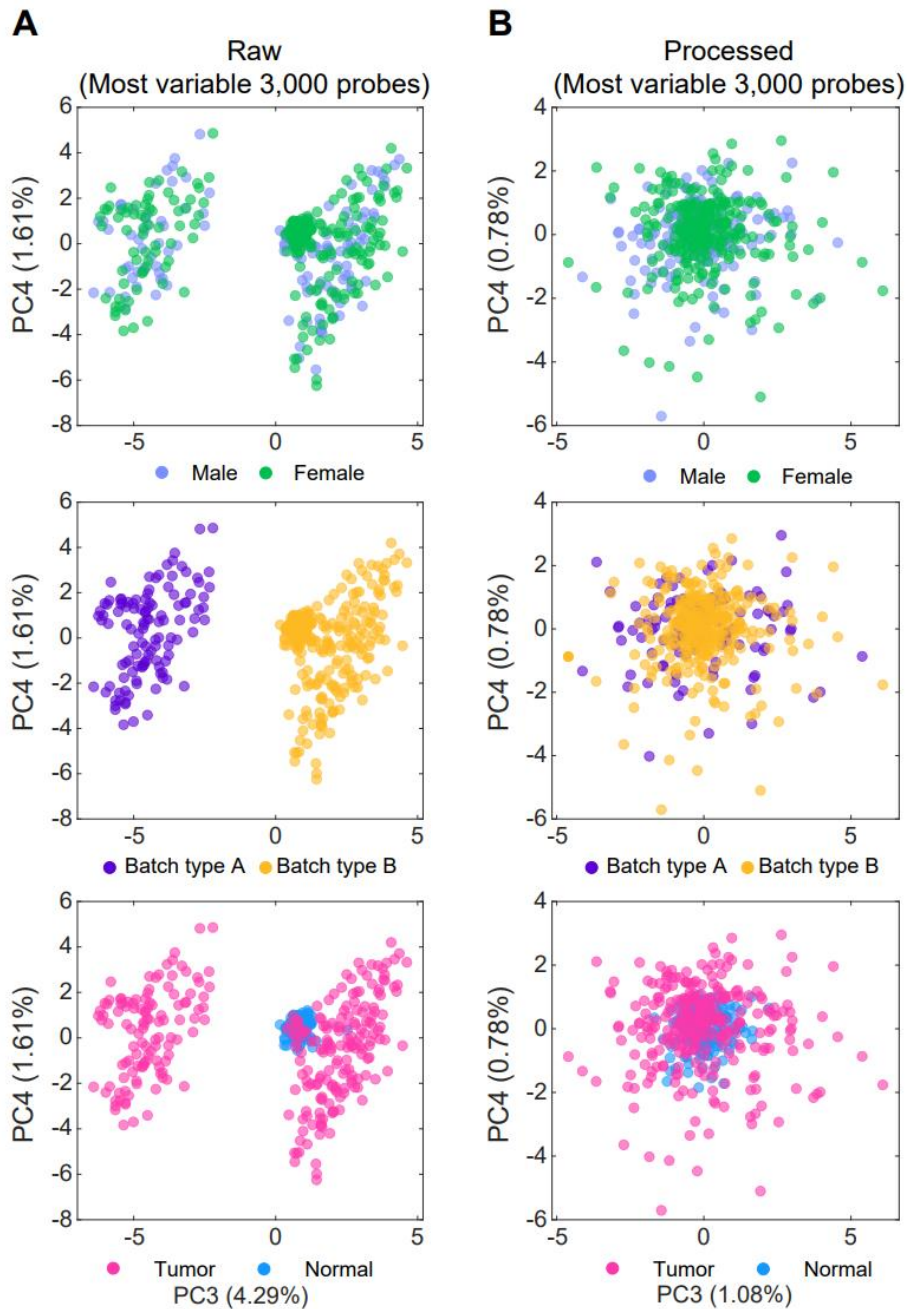 A
Raw
(Most variable 3,000 probes)
6
4
2
0
-2
-4
-6
-8
PC4 (1.61%)
-5
0
5
Male
Female
6
4
2
0
-2
-4
-6
-8
PC4 (1.61%)
-5
0
5
Batch type A
Batch type B
6
4
2
0
-2
-4
-6
-8
PC4 (1.61%)
-5
0
5
Tumor
Normal
PC3 (4.29%)
B
Processed
(Most variable 3,000 probes)
4
2
0
-2
-4
-6
PC4 (0.78%)
-5
0
5
Male
Female
4
2
0
-2
-4
-6
PC4 (0.78%)
-5
0
5
Batch type A
Batch type B
4
2
0
-2
-4
-6
PC4 (0.78%)
-5
0
5
Tumor
Normal
PC3 (1.08%)